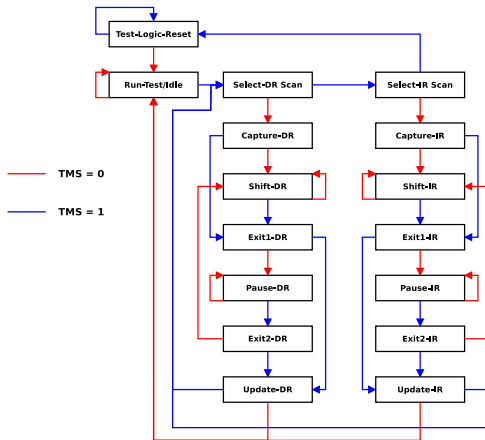 Test-Logic-Reset
Run-Test/Idle
Select-DR Scan
Select-IR Scan
Capture-DR
Capture-IR
TMS = 0
Shift-DR
Shift-IR
TMS = 1
Exit1-DR
Exit1-IR
Pause-DR
Pause-IR
Exit2-DR
Exit2-IR
Update-DR
Update-IR